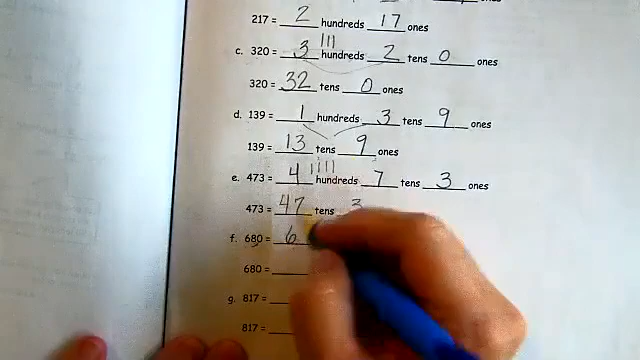 217 = 2 hundreds 17 ones
c. 320 = 3 hundreds 2 tens 0 ones
320 = 32 tens 0 ones
d. 139 = 1 hundreds 3 tens 9 ones
139 = 13 tens 9 ones
e. 473 = 4 hundreds 7 tens 3 ones
473 = 47 tens 3
f. 680 = 6
680 =
g. 817 =
817 =